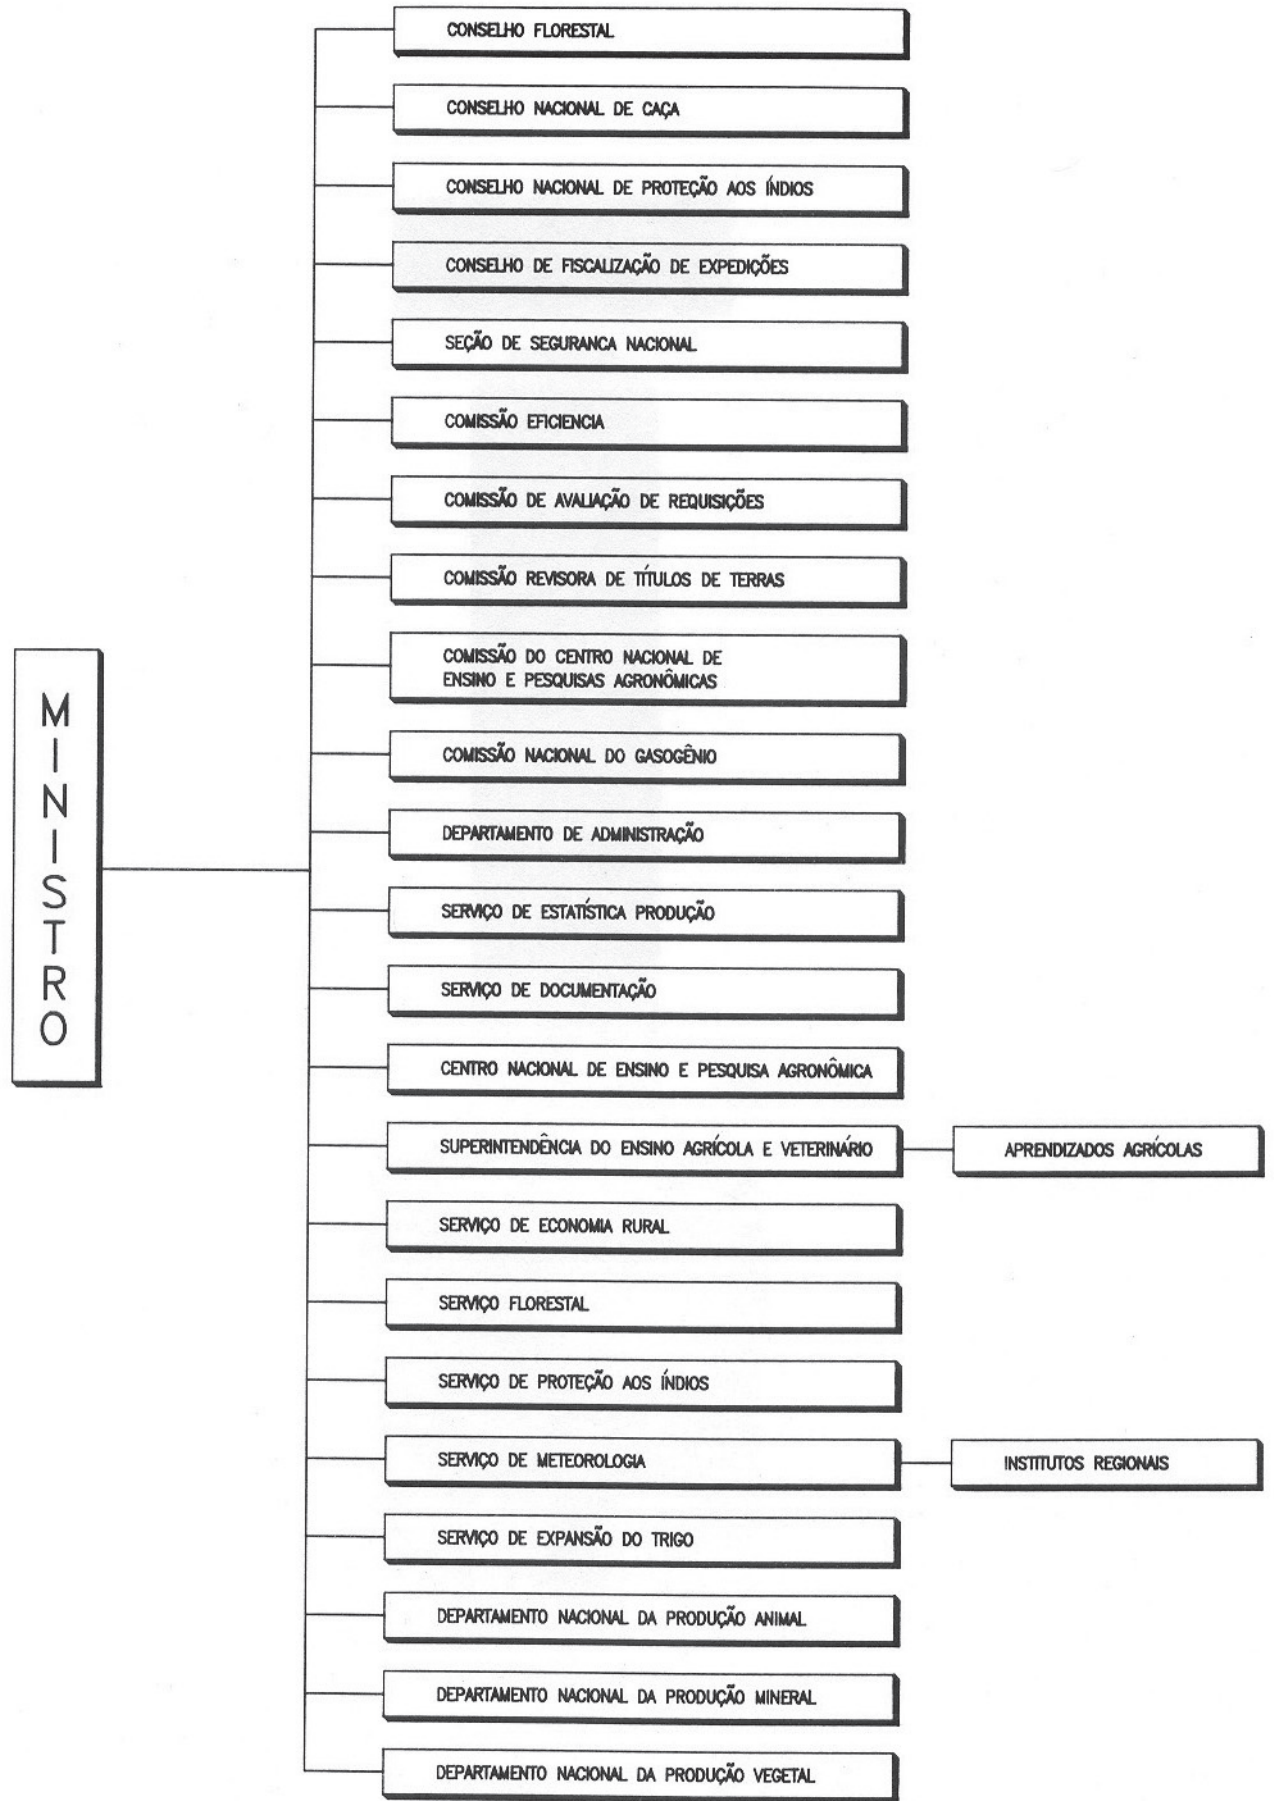 CONSELHO FLORESTAL
CONSELHO NACIONAL DE CAÇA
CONSELHO NACIONAL DE PROTEÇÃO AOS ÍNDIOS
CONSELHO DE FISCALIZAÇÃO DE EXPEDIÇÕES
SEÇÃO DE SEGURANCA NACIONAL
COMISSÃO EFICIENCIA
COMISSÃO DE AVALIAÇÃO DE REQUISIÇÕES
COMISSÃO REVISORA DE TÍTULOS DE TERRAS
COMISSÃO DO CENTRO NACIONAL DE
ENSINO E PESQUISAS AGRONÔMICAS
MINISTRO
COMISSÃO NACIONAL DO GASOGÊNIO
DEPARTAMENTO DE ADMINISTRAÇÃO
SERVIÇO DE ESTATÍSTICA PRODUÇÃO
SERVIÇO DE DOCUMENTAÇÃO
CENTRO NACIONAL DE ENSINO E PESQUISA AGRONÔMICA
SUPERINTENDÊNCIA DO ENSINO AGRÍCOLA E VETERINÁRIO
APRENDIZADOS AGRÍCOLAS
SERVIÇO DE ECONOMIA RURAL
SERVIÇO FLORESTAL
SERVIÇO DE PROTEÇÃO AOS ÍNDIOS
SERVIÇO DE METEOROLOGIA
INSTITUTOS REGIONAIS
SERVIÇO DE EXPANSÃO DO TRIGO
DEPARTAMENTO NACIONAL DA PRODUÇÃO ANIMAL
DEPARTAMENTO NACIONAL DA PRODUÇÃO MINERAL
DEPARTAMENTO NACIONAL DA PRODUÇÃO VEGETAL